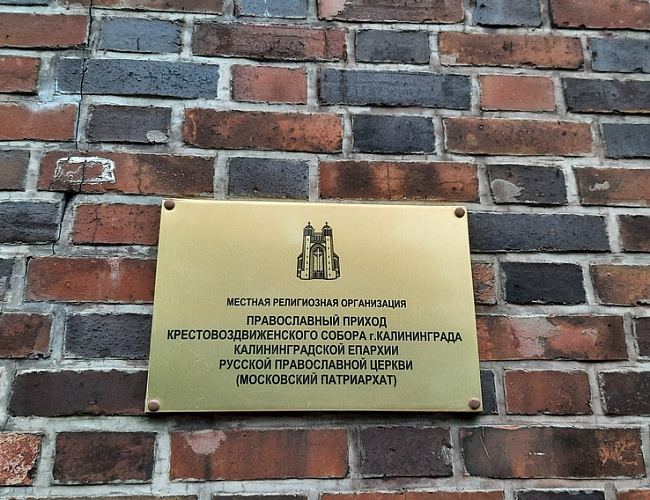 МЕСТНАЯ РЕЛИГИОЗНАЯ ОРГАНИЗАЦИЯ
ПРАВОСЛАВНЫЙ ПРИХОД
КРЕСТОВОЗДВИЖЕНСКОГО СОБОРА г.КАЛИНИНГРАДА
КАЛИНИНГРАДСКОЙ ЕПАРХИИ
РУССКОЙ ПРАВОСЛАВНОЙ ЦЕРКВИ
(МОСКОВСКИЙ ПАТРИАРХАТ)